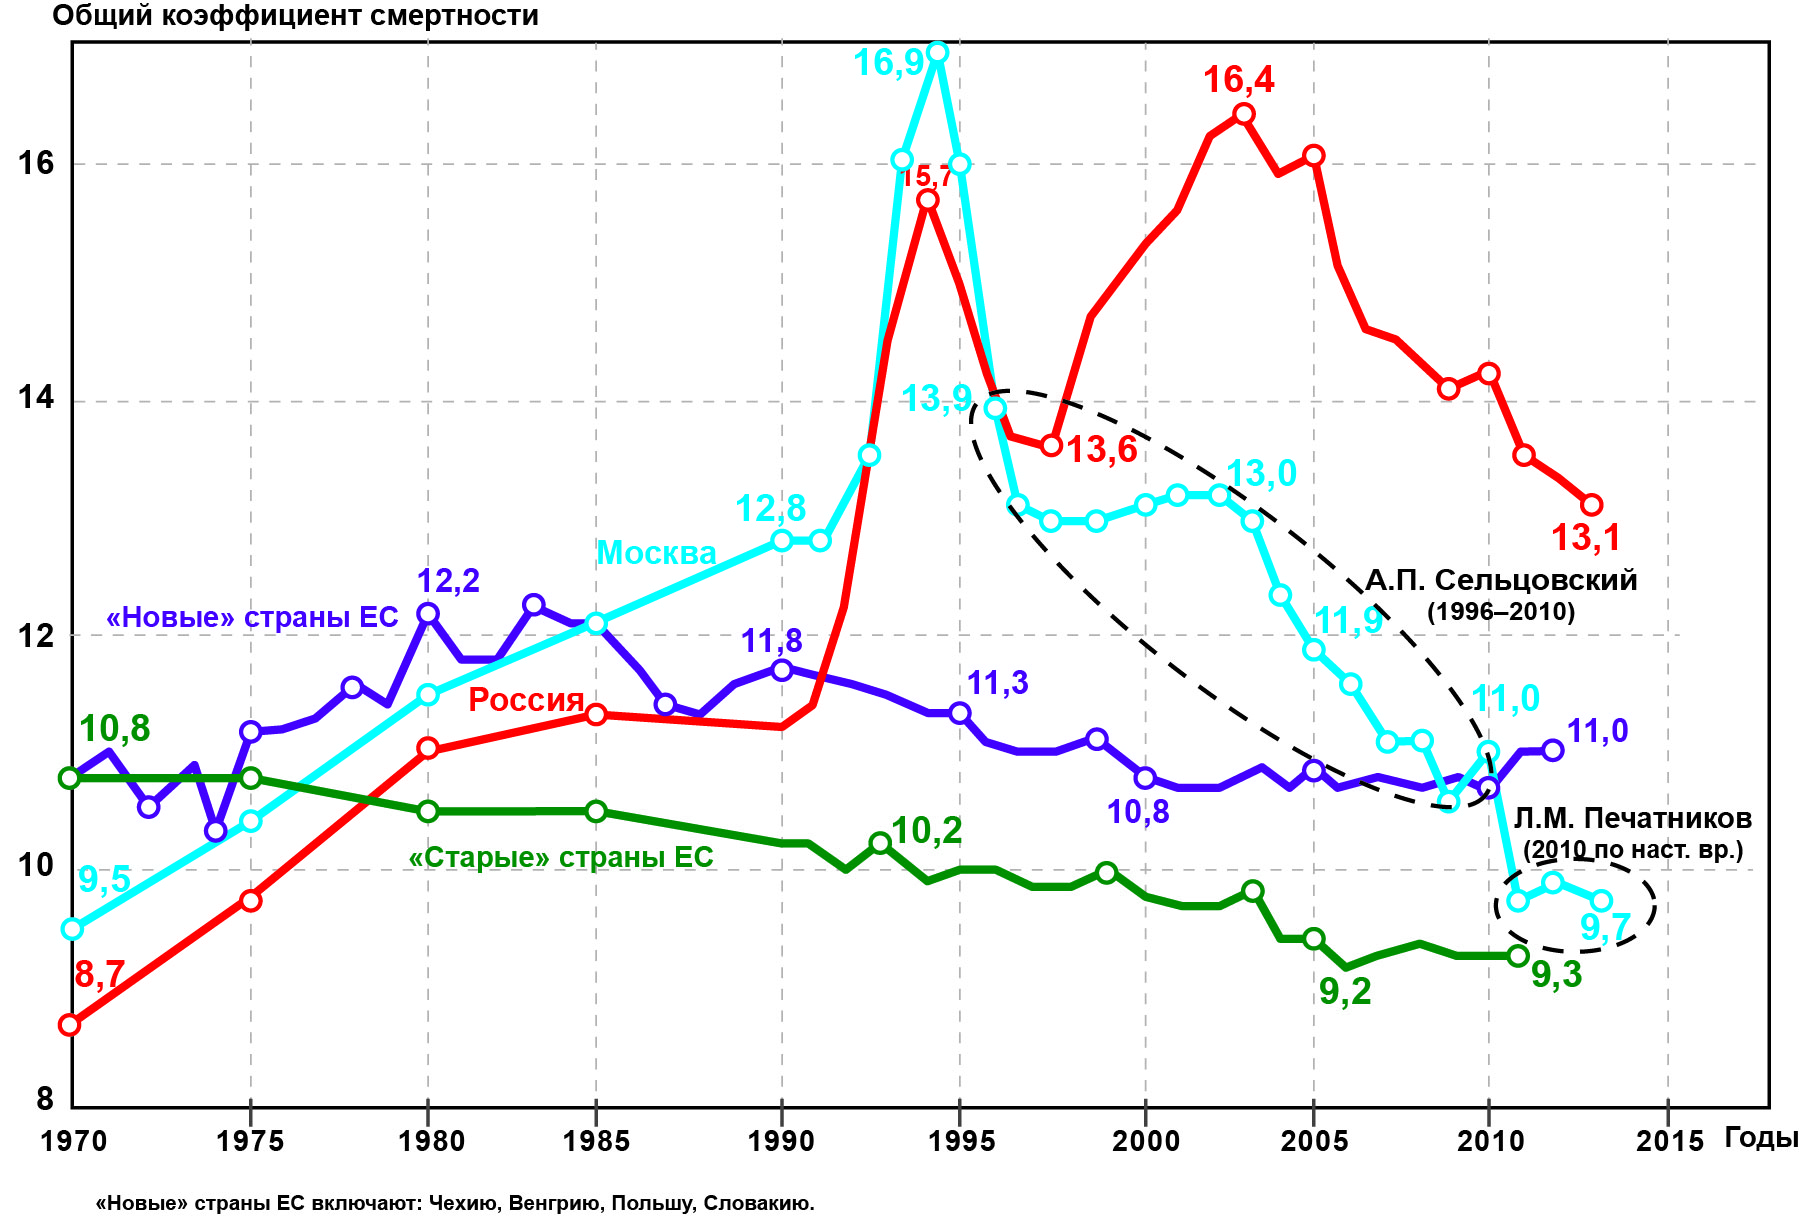 Общий коэффициент смертности
16,9
16,4
16
15,7
14
13,9
13,6
13,0
12,8
13,1
Москва
12,2
А.П. Сельцовский
(1996–2010)
«Новые» страны ЕС
11,9
12
11,8
11,3
Россия
11,0
11,0
10,8
10,8
10,2
Л.М. Печатников
(2010 по наст. вр.)
«Старые» страны ЕС
10
9,5
9,7
8,7
9,3
9,2
8
1970 1975 1980 1985 1990 1995 2000 2005 2010 2015 Годы
«Новые» страны ЕС включают: Чехию, Венгрию, Польшу, Словакию.